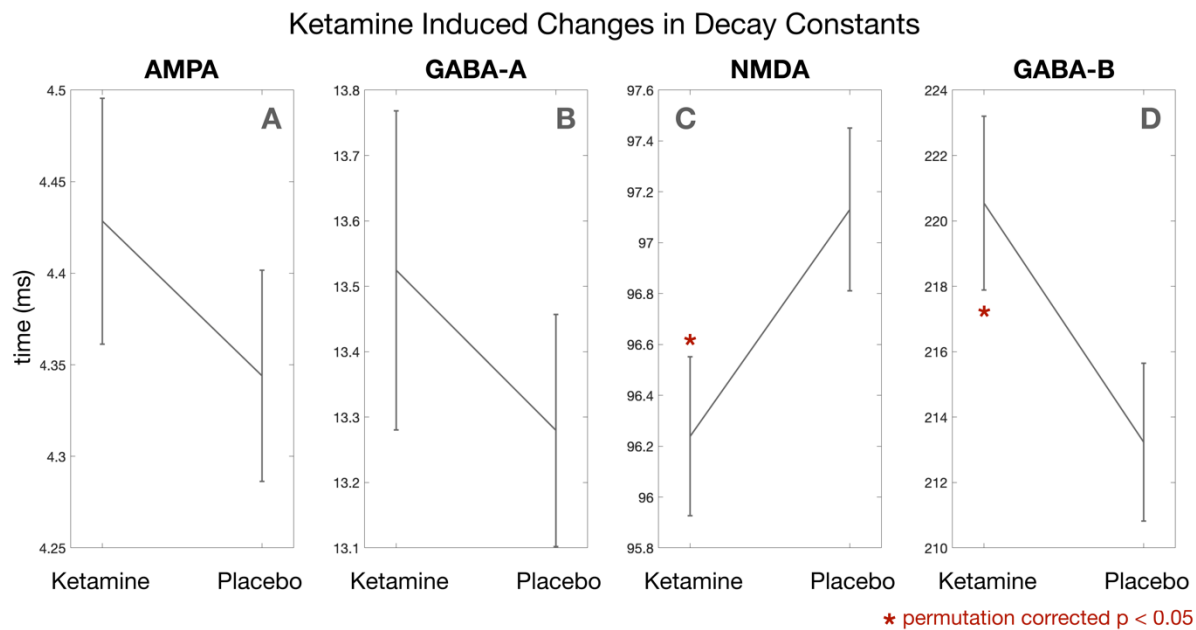 Ketamine Induced Changes in Decay Constants
AMPA
GABA-A
NMDA
GABA-B
A
B
C
D
time (ms)
4.5
4.45
4.4
4.35
4.3
4.25
13.8
13.7
13.6
13.5
13.4
13.3
13.2
13.1
97.6
97.4
97.2
97
96.8
96.6
96.4
96.2
96
95.8
224
222
220
218
216
214
212
210
*
*
Ketamine Placebo
Ketamine Placebo
Ketamine Placebo
Ketamine Placebo
* permutation corrected p < 0.05